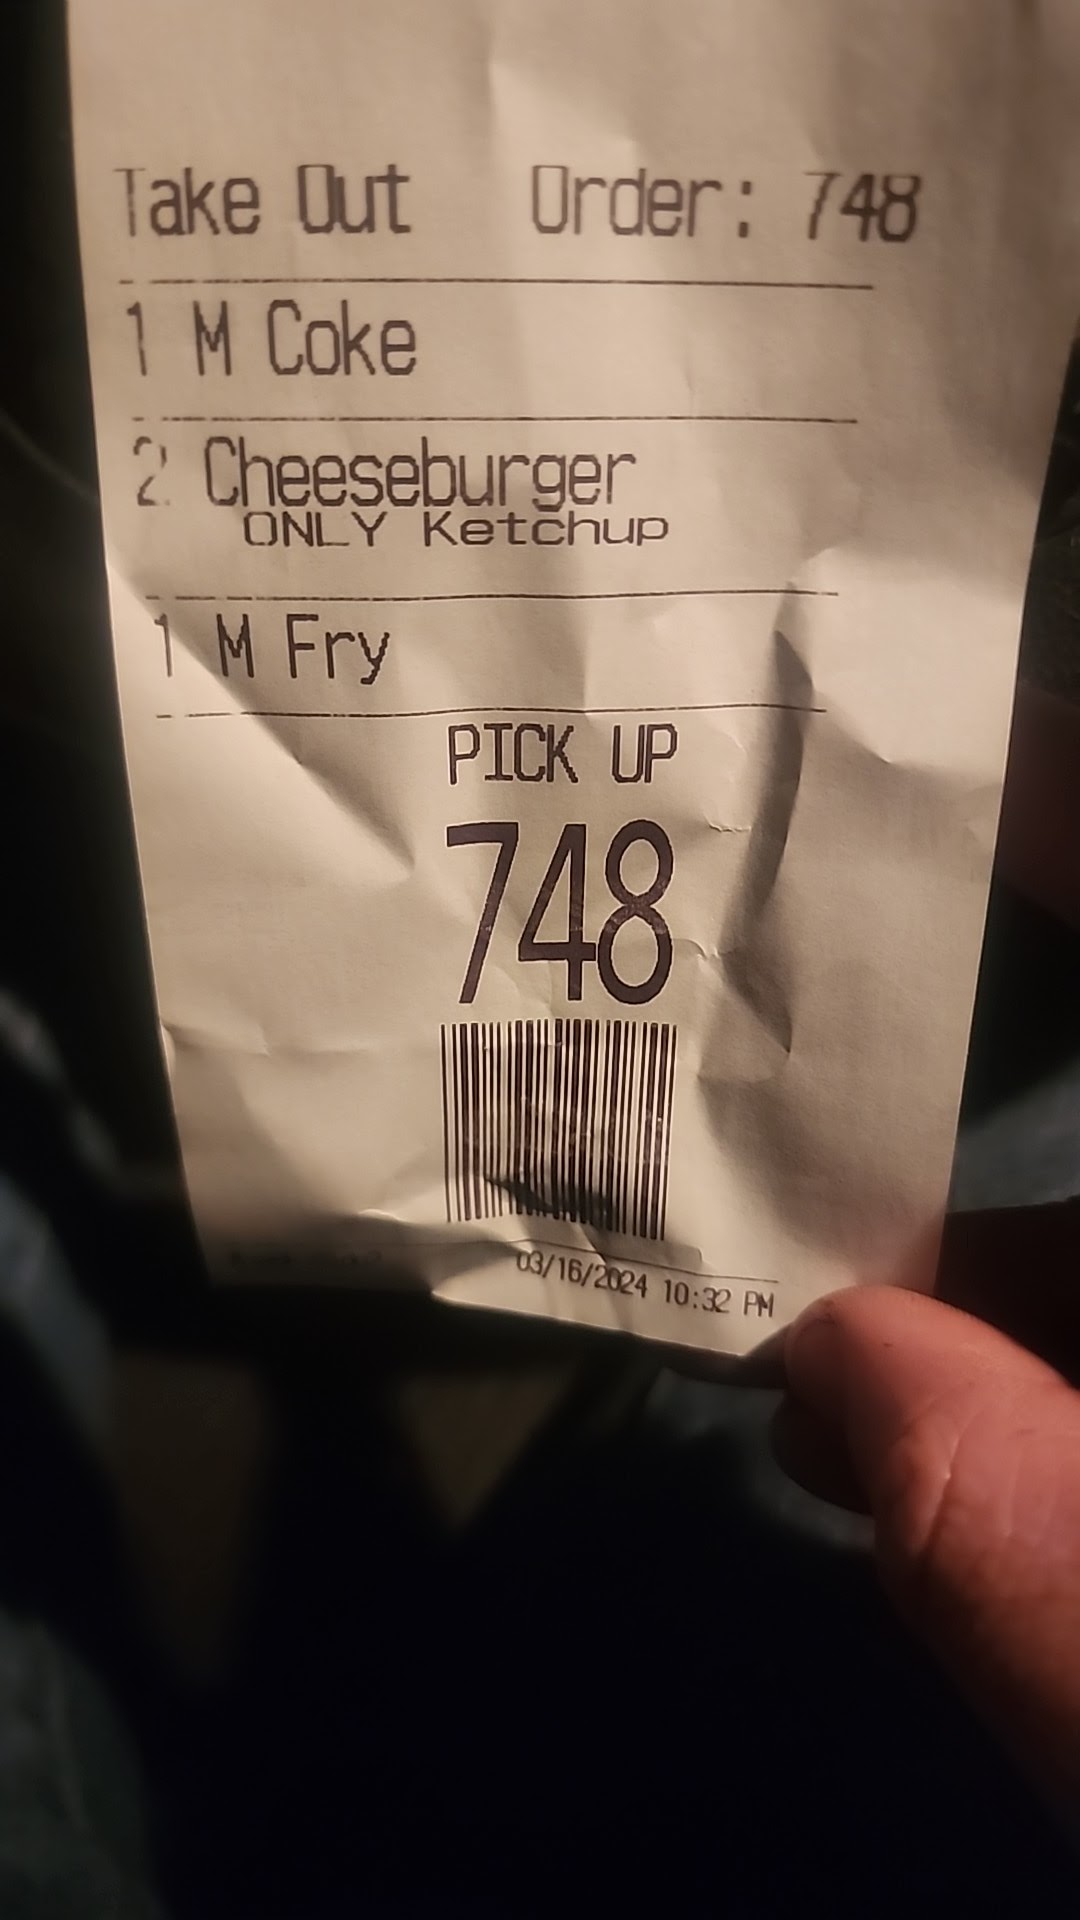 Take Out Order: 748
1 M Coke
2 Cheeseburger
ONLY Ketchup
1 M Fry
PICK UP
748
03/16/2024 10:32 PM